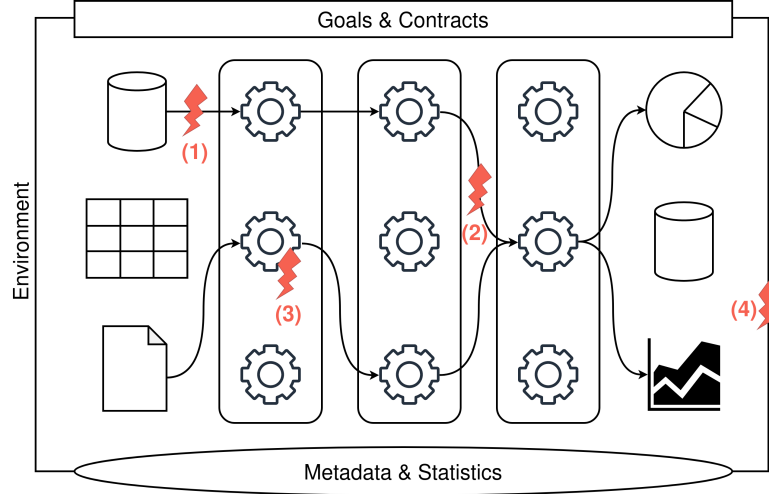 Goals & Contracts
(1)
Environment
(2)
(3)
(4)
Metadata & Statistics